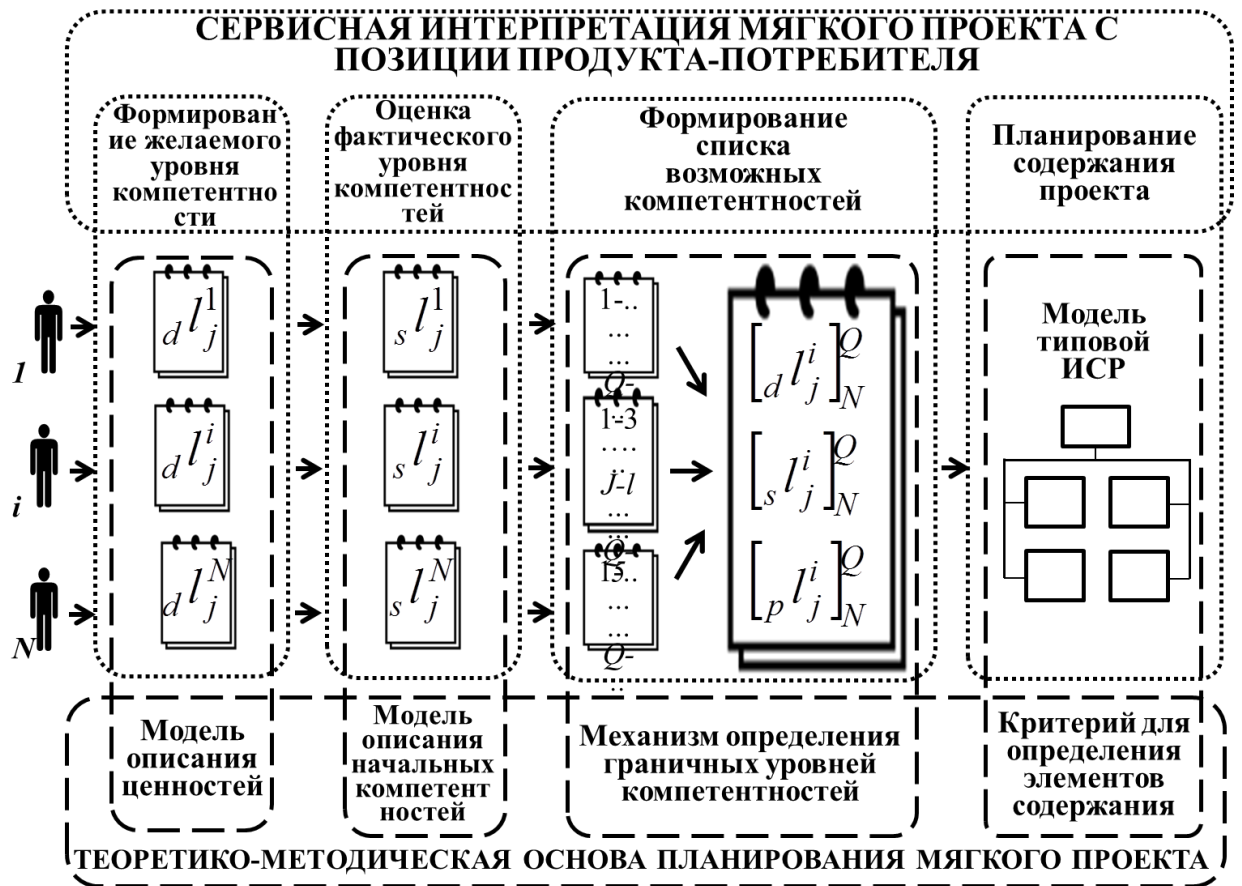 СЕРВИСНАЯ ИНТЕРПРЕТАЦИЯ МЯГКОГО ПРОЕКТА С
ПОЗИЦИИ ПРОДУКТА-ПОТРЕБИТЕЛЯ
Формирован
ие желаемого
уровня
компетентно
сти
Оценка
фактического
уровня
компетентнос
тей
Формирование
списка
возможных
компетентностей
Планирование
содержания
проекта
1
d l j 1
s l j 1
1-..
...
...
Q-
..
[d l j i] N Q
i
d l j i
s l j i
1-3
....
..
J-l
...
...
Q-
[s l j i] N Q
N
d l j N
s l j N
15..
...
...
Q-
..
[p l j i] N Q
Модель
типовой
ИСР
Модель
описания
ценностей
Модель
описания
начальных
компетент
ностей
Механизм определения
граничных уровней
компетентностей
Критерий для
определения
элементов
содержания
ТЕОРЕТИКО-МЕТОДИЧЕСКАЯ ОСНОВА ПЛАНИРОВАНИЯ МЯГКОГО ПРОЕКТА